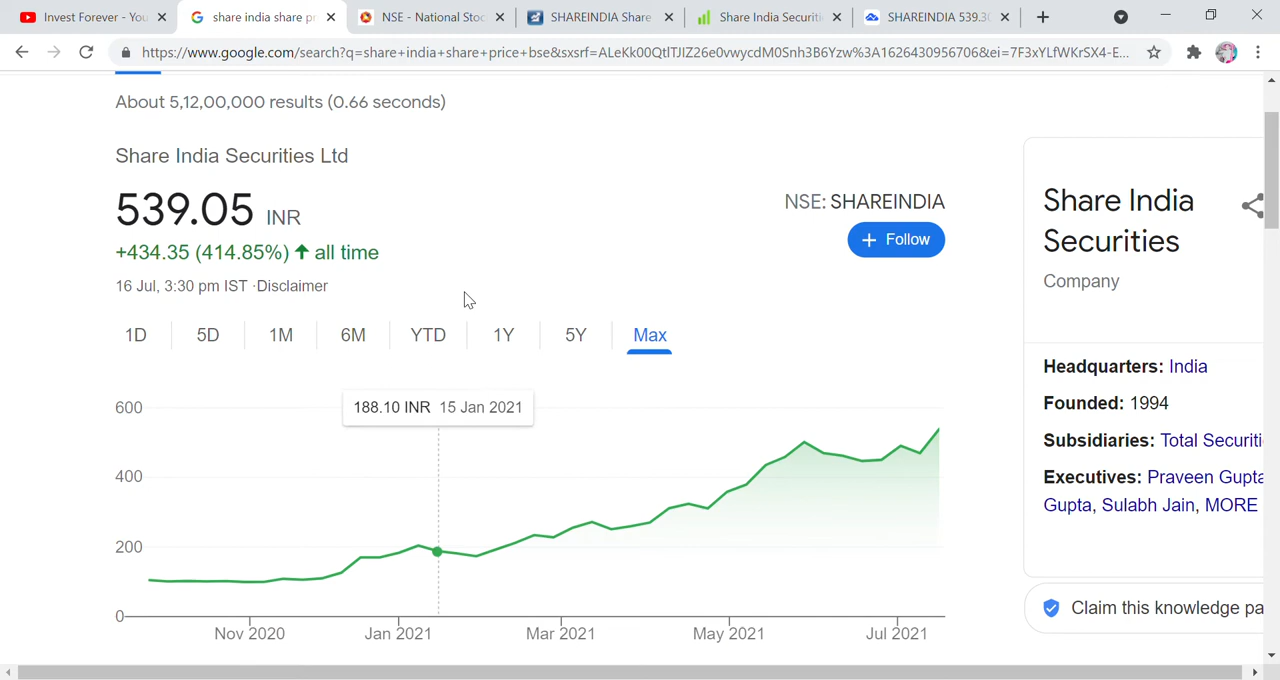 Invest Forever - You
share india share pr
NSE - National Stoc
SHAREINDIA Share
Share India Securiti
SHAREINDIA 539.3
https://www.google.com/search?q=share+india+share+price+bse&sxsrf=ALeKk00QtlTJIZ26e0vwycdM0Snh3B6Yzw%3A1626430956706&ei=7F3xYLfWKrSX4-E...
About 5,12,00,000 results (0.66 seconds)
Share India Securities Ltd
539.05 INR
+434.35 (414.85%) ↑ all time
16 Jul, 3:30 pm IST ·Disclaimer
NSE: SHAREINDIA
+ Follow
1D 5D 1M 6M YTD 1Y 5Y Max
188.10 INR 15 Jan 2021
600
400
200
0
Nov 2020 Jan 2021 Mar 2021 May 2021 Jul 2021
Share India
Securities
Company
Headquarters: India
Founded: 1994
Subsidiaries: Total Securiti
Executives: Praveen Gupta
Gupta, Sulabh Jain, MORE
Claim this knowledge pa